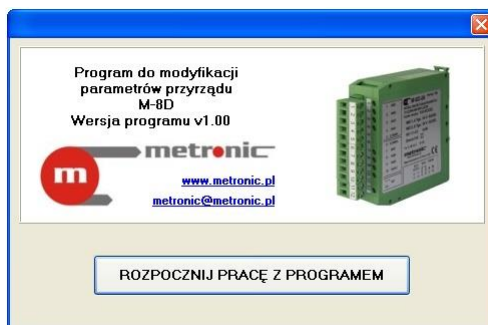 Program do modyfikacji
parametrów przyrządu
M-8D
Wersja programu v1.00
m
metronic
www.metronic.pl
metronic@metronic.pl
ROZPOCZNIJ PRACĘ Z PROGRAMEM